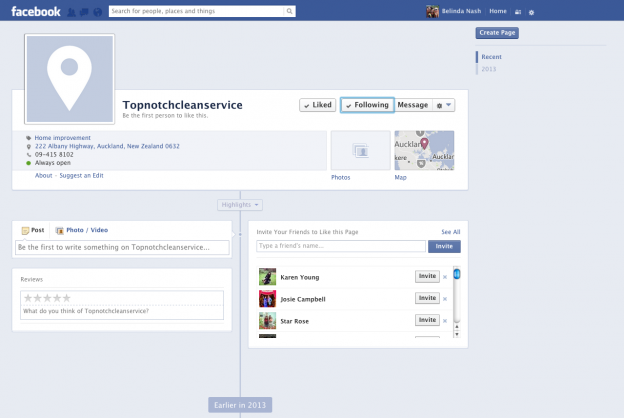 facebook
Search for people, places and things
Belinda Nash Home
Create Page
Recent
2013
Topnotchcleanservice
Be the first person to like this.
Liked
Following
Message
Home improvement
222 Albany Highway, Auckland, New Zealand 0632
09-415 8102
Always open
About - Suggest an Edit
Photos
Auckland
kere
Aucklan
Map
Highlights
Post
Photo / Video
Be the first to write something on Topnotchcleanservice...
Reviews
What do you think of Topnotchcleanservice?
Invite Your Friends to Like this Page
See All
Type a friend's name...
Invite
Karen Young
Invite
Josie Campbell
Invite
Star Rose
Invite
Earlier in 2013